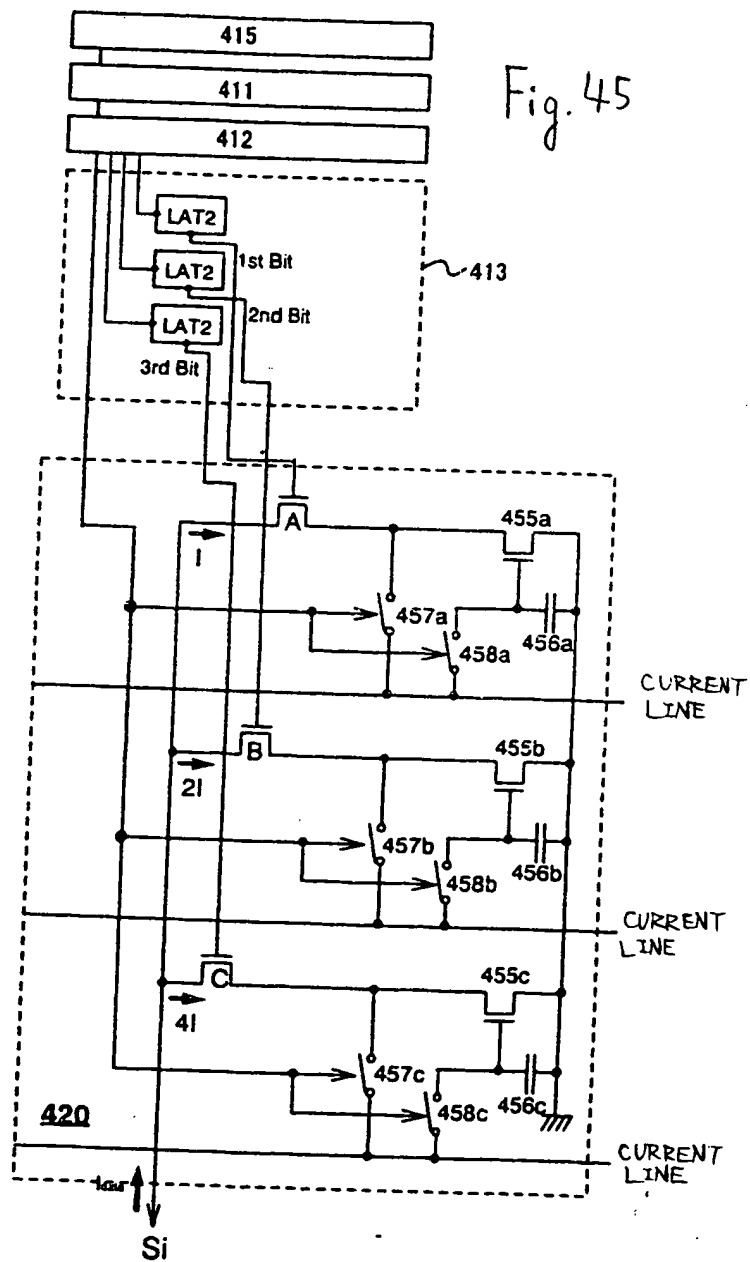 415
411
412
Fig. 45
LAT2
LAT2
LAT2
1st Bit
2nd Bit
3rd Bit
413
A
I
455a
457a
458a
456a
CURRENT
LINE
B
2I
455b
457b
458b
456b
CURRENT
LINE
C
4I
455c
457c
458c
456c
420
CURRENT
LINE
Si